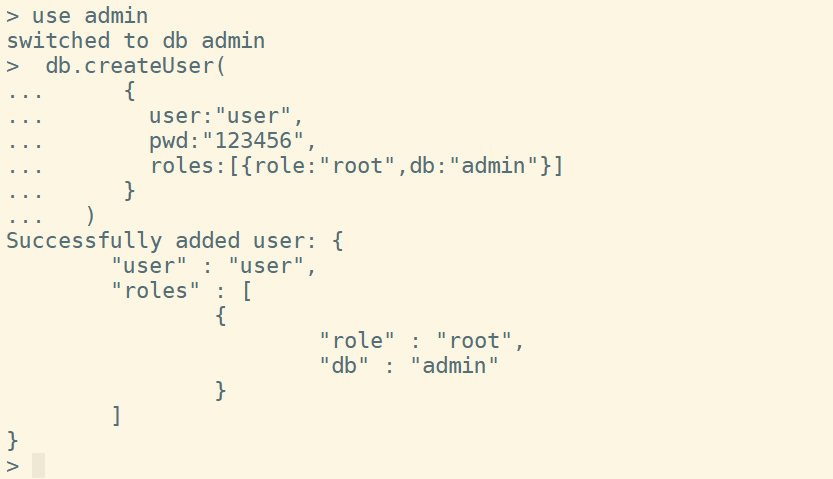 > use admin
switched to db admin
>  db.createUser(
...      {
...        user:"user",
...        pwd:"123456",
...        roles:[{role:"root",db:"admin"}]
...      }
...   )
Successfully added user: {
        "user" : "user",
        "roles" : [
                {
                        "role" : "root",
                        "db" : "admin"
                }
        ]
}
>